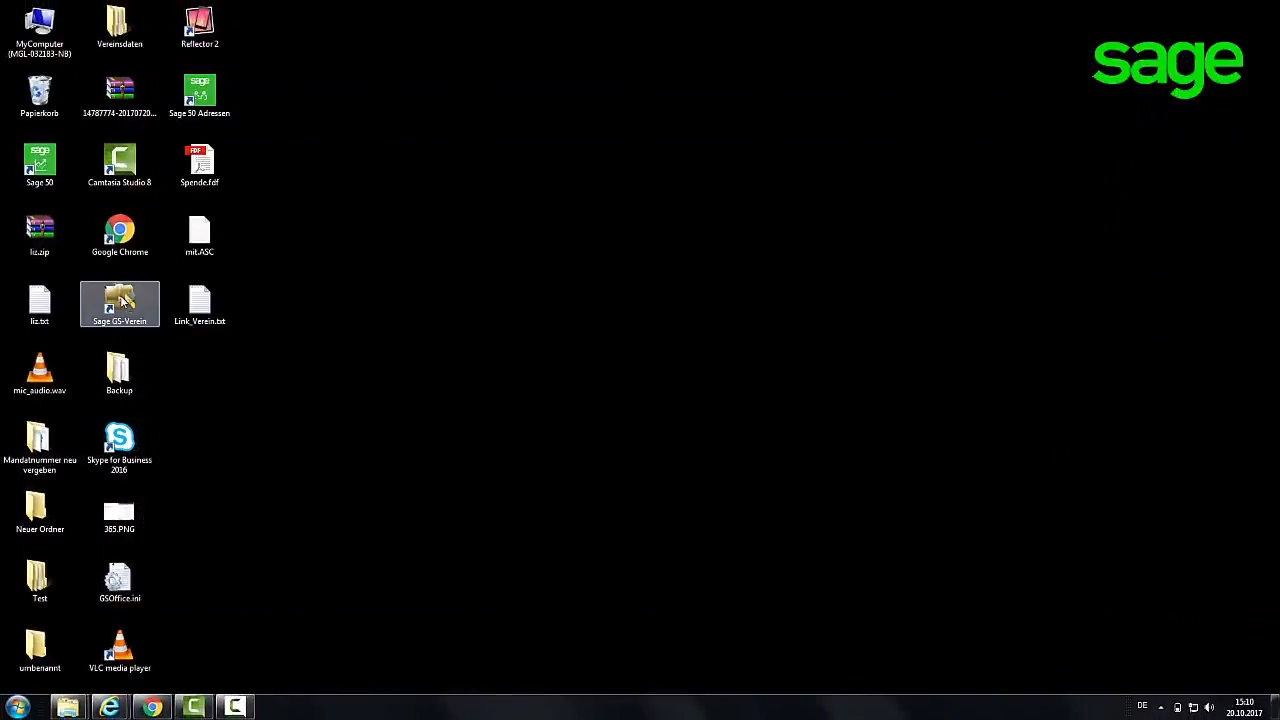 MyComputer
(MGL-032183-NB)
Vereinsdaten
Reflector 2
sage
Papierkorb
14787774-20170720...
sage
Sage 50 Adressen
sage
Sage 50
Camtasia Studio 8
PDF
Spende.fdf
liz.zip
Google Chrome
mit.ASC
liz.txt
Sage GS-Verein
Link_Verein.txt
mic_audio.wav
Backup
Mandatnummer neu
vergeben
Skype for Business
2016
Neuer Ordner
365.PNG
Test
GSOffice.ini
umbenannt
VLC media player
DE
15:10
20.10.2017